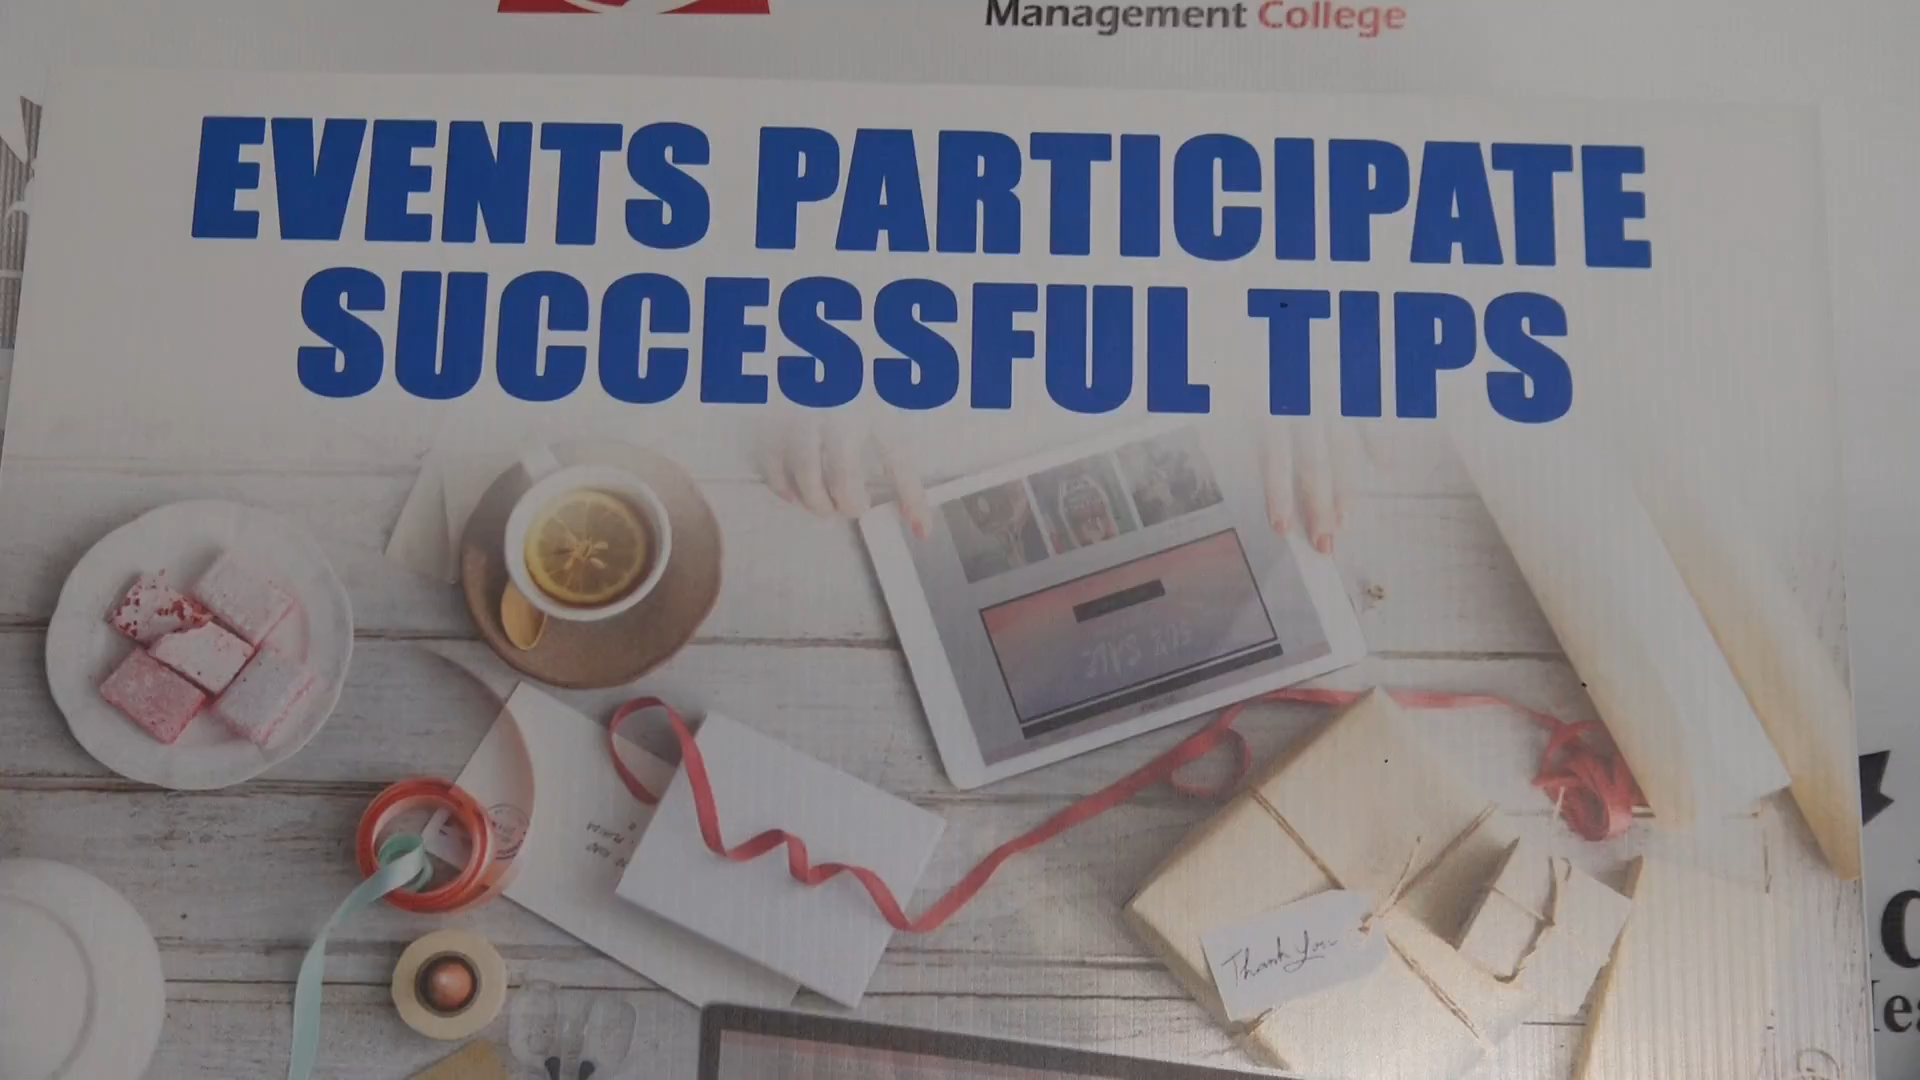 Management College
EVENTS PARTICIPATE
SUCCESSFUL TIPS
Thank You